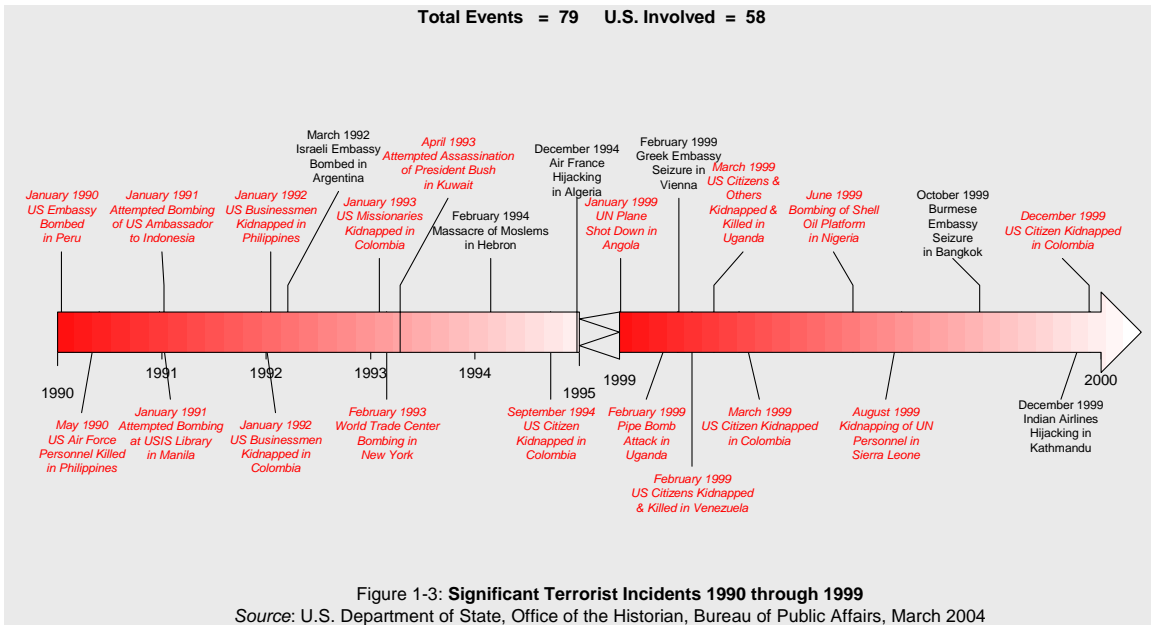 Total Events = 79 U.S. Involved = 58
January 1990
US Embassy
Bombed
in Peru
January 1991
Attempted Bombing
of US Ambassador
to Indonesia
January 1992
US Businessmen
Kidnapped in
Philippines
March 1992
Israeli Embassy
Bombed in
Argentina
January 1993
US Missionaries
Kidnapped in
Colombia
April 1993
Attempted Assassination
of President Bush
in Kuwait
February 1994
Massacre of Moslems
in Hebron
December 1994
Air France
Hijacking
in Algeria
January 1999
UN Plane
Shot Down in
Angola
February 1999
Greek Embassy
Seizure in
Vienna
March 1999
US Citizens &
Others
Kidnapped &
Killed in
Uganda
June 1999
Bombing of Shell
Oil Platform
in Nigeria
October 1999
Burmese
Embassy
Seizure
in Bangkok
December 1999
US Citizen Kidnapped
in Colombia
1990
1991
1992
1993
1994
1995
1999
2000
May 1990
US Air Force
Personnel Killed
in Philippines
January 1991
Attempted Bombing
at USIS Library
in Manila
January 1992
US Businessmen
Kidnapped in
Colombia
February 1993
World Trade Center
Bombing in
New York
September 1994
US Citizen
Kidnapped in
Colombia
February 1999
Pipe Bomb
Attack in
Uganda
February 1999
US Citizens Kidnapped
& Killed in Venezuela
March 1999
US Citizen Kidnapped
in Colombia
August 1999
Kidnapping of UN
Personnel in
Sierra Leone
December 1999
Indian Airlines
Hijacking in
Kathmandu
Figure 1-3: Significant Terrorist Incidents 1990 through 1999
Source: U.S. Department of State, Office of the Historian, Bureau of Public Affairs, March 2004